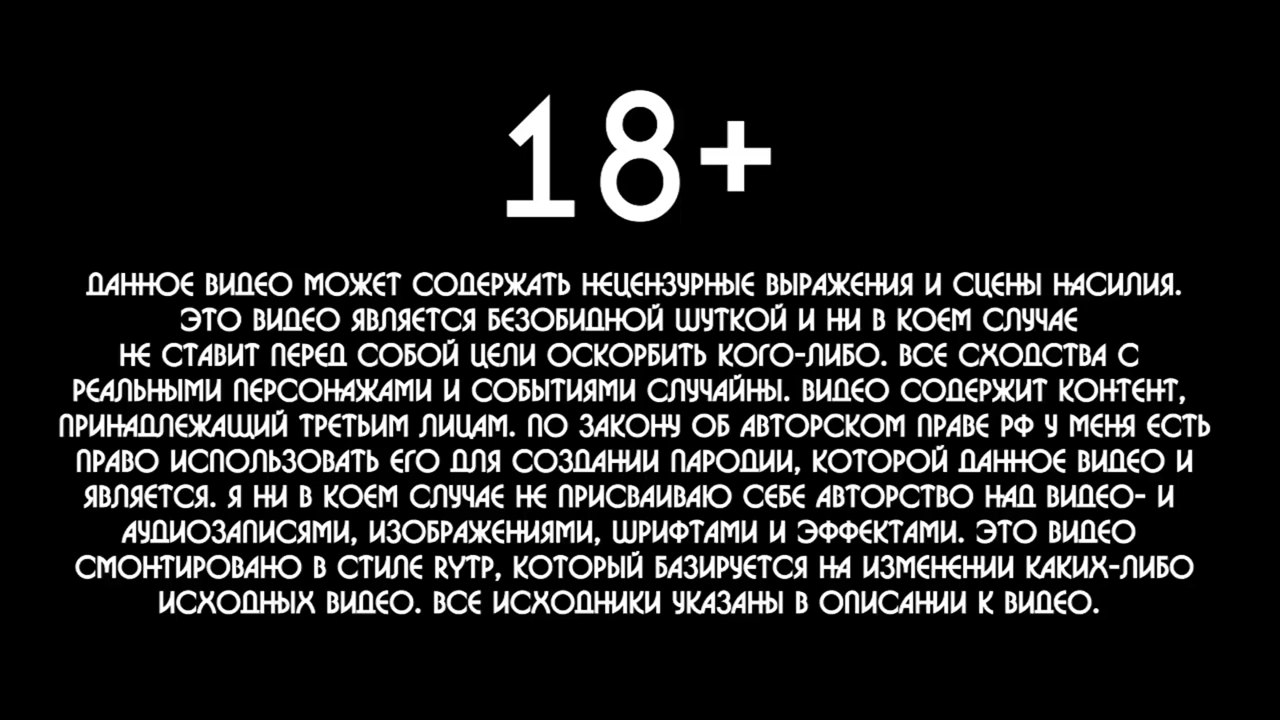 18+
ДАННОЕ ВИДЕО МОЖЕТ СОДЕРЖАТЬ НЕЦЕНЗУРНЫЕ ВЫРАЖЕНИЯ И СЦЕНЫ НАСИЛИЯ.
ЭТО ВИДЕО ЯВЛЯЕТСЯ БЕЗОБИДНОЙ ШУТКОЙ И НИ В КОЕМ СЛУЧАЕ
НЕ СТАВИТ ПЕРЕД СОБОЙ ЦЕЛИ ОСКОРБИТЬ КОГО-ЛИБО. ВСЕ СХОДСТВА С
РЕАЛЬНЫМИ ПЕРСОНАЖАМИ И СОБЫТИЯМИ СЛУЧАЙНЫ. ВИДЕО СОДЕРЖИТ КОНТЕНТ,
ПРИНАДЛЕЖАЩИЙ ТРЕТЬИМ ЛИЦАМ. ПО ЗАКОНУ ОБ АВТОРСКОМ ПРАВЕ РФ У МЕНЯ ЕСТЬ
ПРАВО ИСПОЛЬЗОВАТЬ ЕГО ДЛЯ СОЗДАНИИ ПАРОДИИ, КОТОРОЙ ДАННОЕ ВИДЕО И
ЯВЛЯЕТСЯ. Я НИ В КОЕМ СЛУЧАЕ НЕ ПРИСВАИВАЮ СЕБЕ АВТОРСТВО НАД ВИДЕО- И
АУДИОЗАПИСЯМИ, ИЗОБРАЖЕНИЯМИ, ШРИФТАМИ И ЭФФЕКТАМИ. ЭТО ВИДЕО
СМОНТИРОВАНО В СТИЛЕ RYTP, КОТОРЫЙ БАЗИРУЕТСЯ НА ИЗМЕНЕНИИ КАКИХ-ЛИБО
ИСХОДНЫХ ВИДЕО. ВСЕ ИСХОДНИКИ УКАЗАНЫ В ОПИСАНИИ К ВИДЕО.